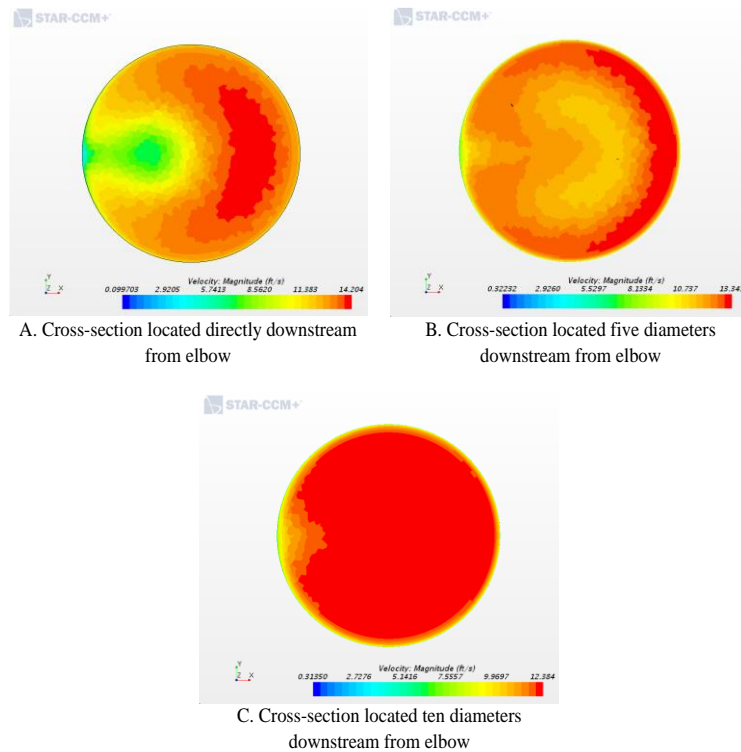 STAR-CCM+
Y
Z X
Velocity: Magnitude (ft/s)
0.099703 2.9205 5.7413 8.5620 11.383 14.204
A. Cross-section located directly downstream
from elbow
STAR-CCM+
Y
Z X
Velocity: Magnitude (ft/s)
0.32232 2.9260 5.5297 8.1334 10.737
B. Cross-section located five diameters
downstream from elbow
STAR-CCM+
Y
Z X
Velocity: Magnitude (ft/s)
0.31350 2.7276 5.1416 7.5557 9.9697 12.384
C. Cross-section located ten diameters
downstream from elbow